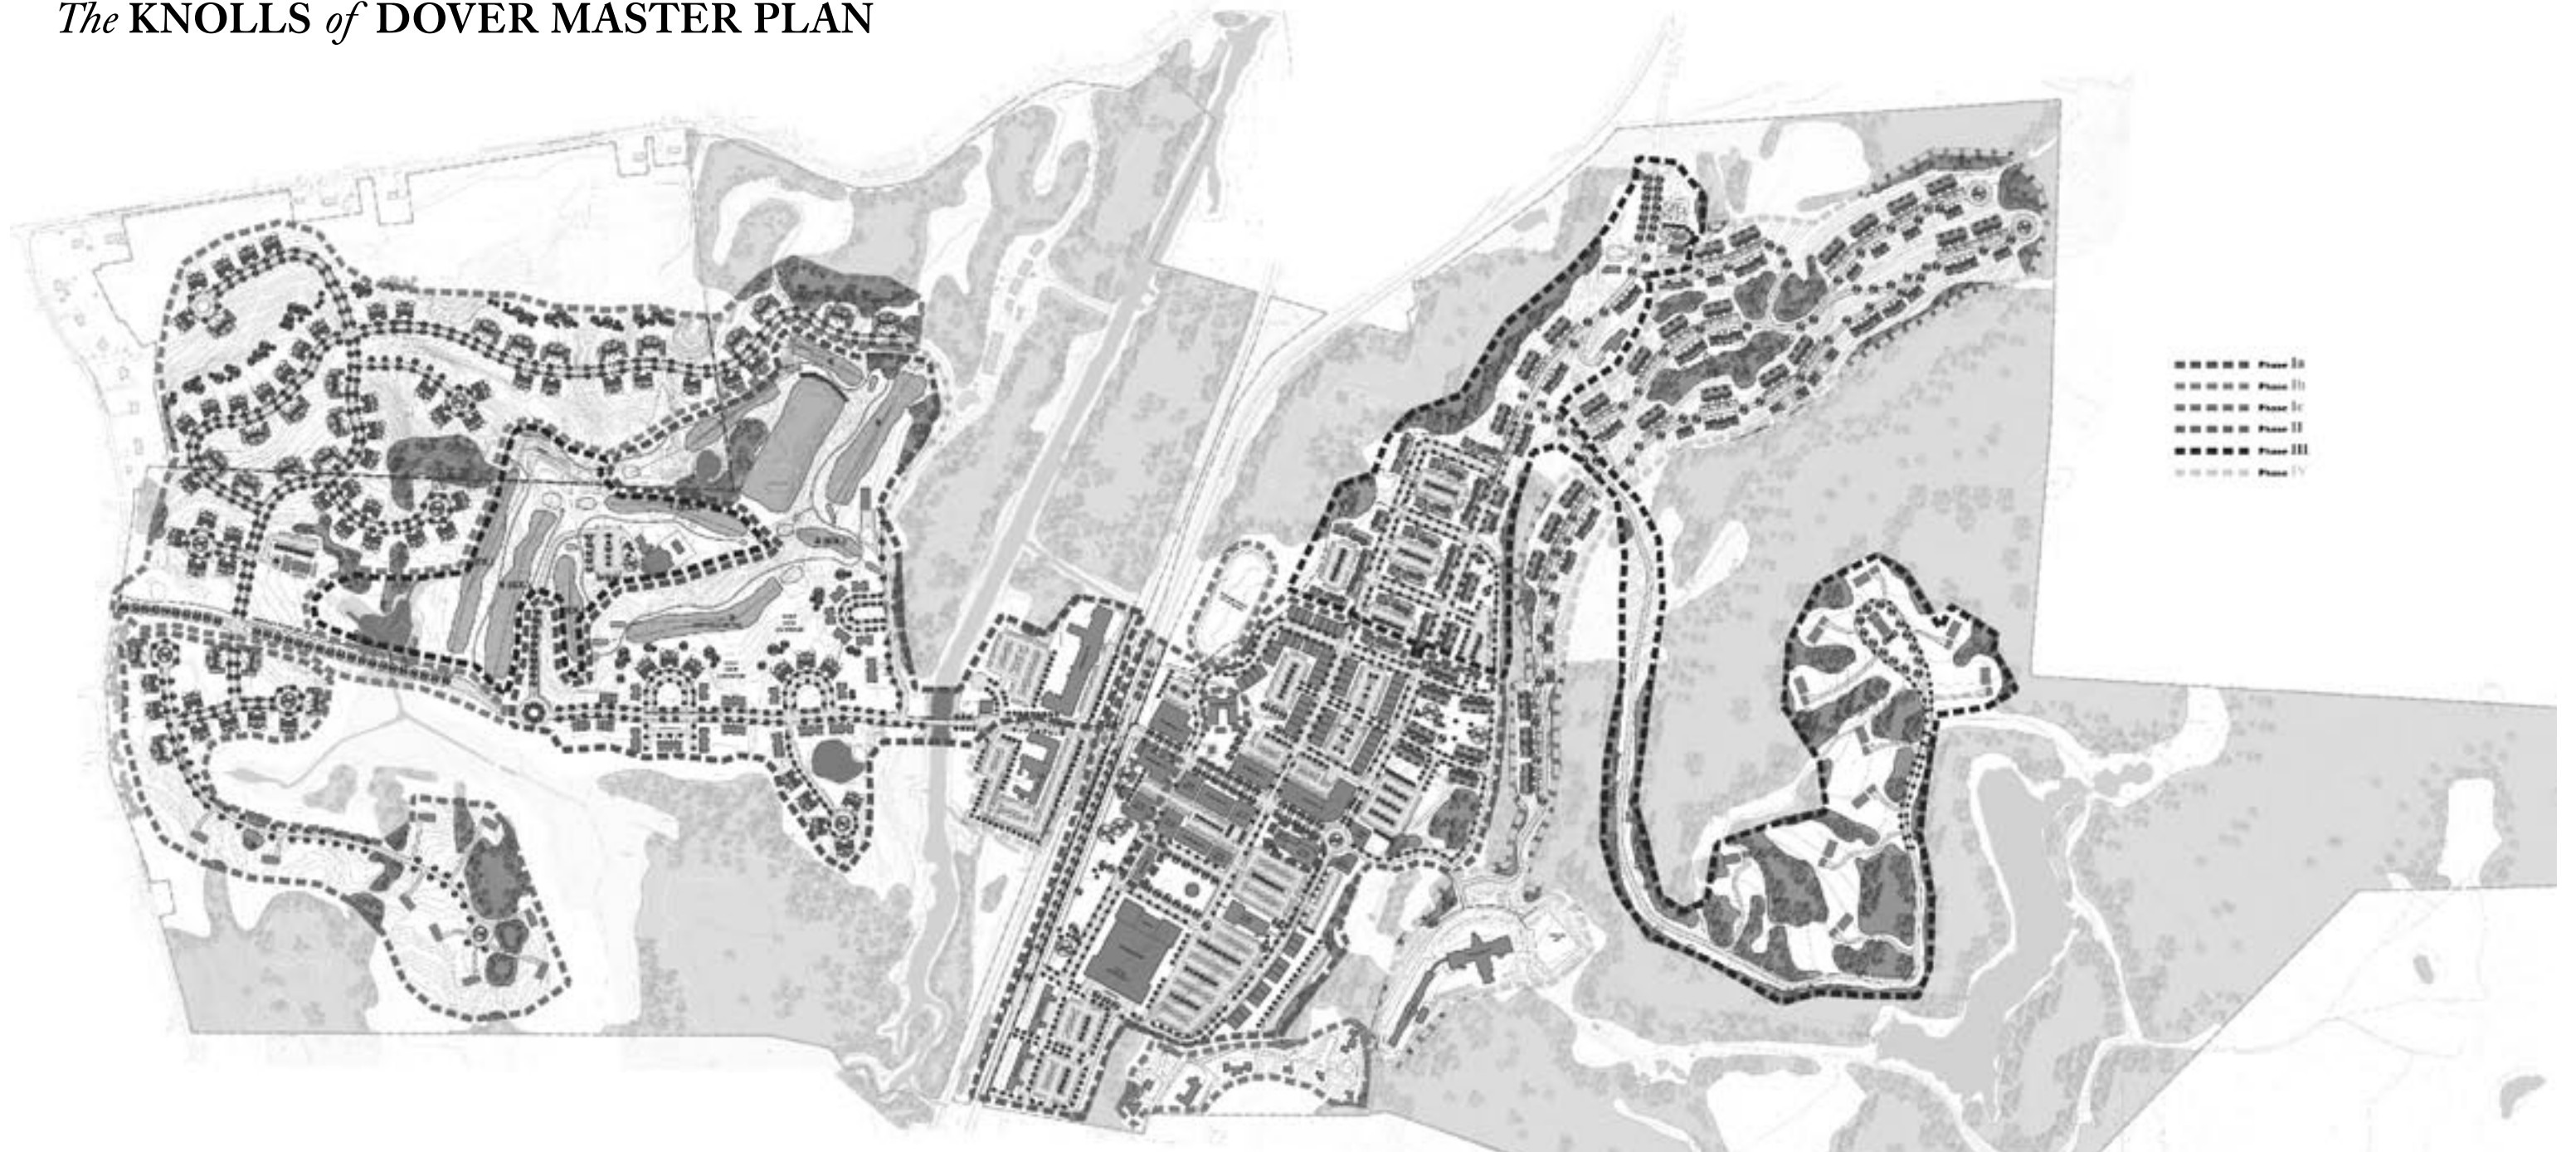 The KNOLLS of DOVER MASTER PLAN
Phase Ia
Phase Ib
Phase Ic
Phase II
Phase III
Phase IV